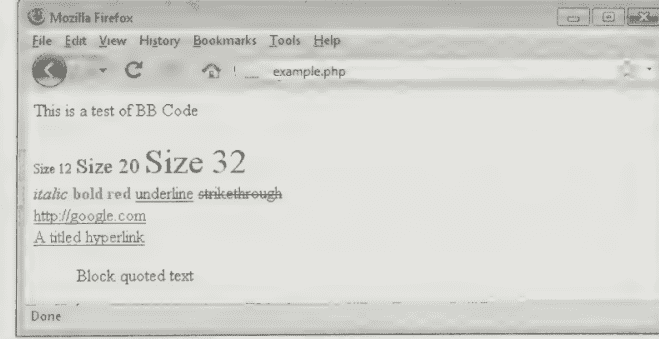 Mozilla Firefox
File Edit View History Bookmarks Tools Help
example.php
This is a test of BB Code
Size 12 Size 20 Size 32
italic bold red underline strikethrough
http://google.com
A titled hyperlink
Block quoted text
Done